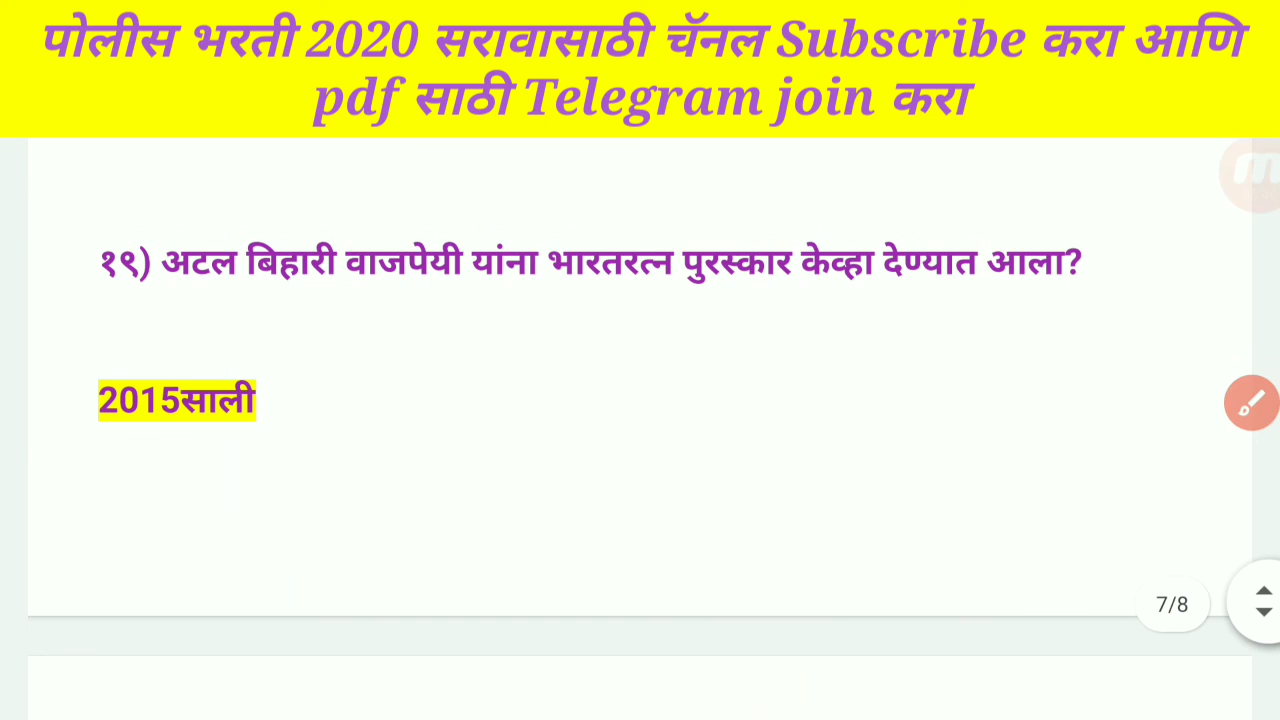 पोलीस भरती 2020 सरावासाठी चॅनल Subscribe करा आणि
pdf साठी Telegram join करा
१९) अटल बिहारी वाजपेयी यांना भारतरत्न पुरस्कार केव्हा देण्यात आला?
2015साली
7/8